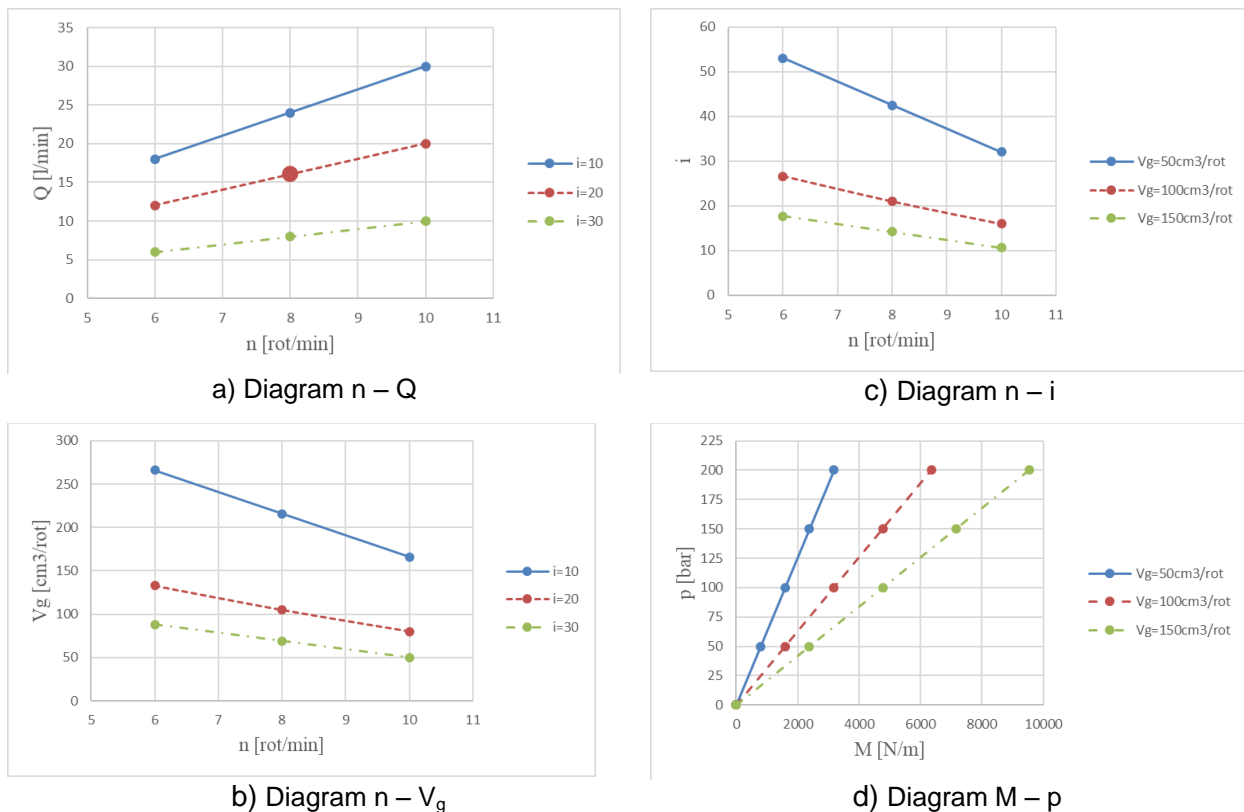 35
30
25
20
15
10
5
0
5 6 7 8 9 10 11
Q [l/min]
n [rot/min]
i=10
i=20
i=30
a) Diagram n – Q
60
50
40
30
20
10
0
5 6 7 8 9 10 11
i
n [rot/min]
Vg=50cm3/rot
Vg=100cm3/rot
Vg=150cm3/rot
c) Diagram n – i
300
250
200
150
100
50
0
5 6 7 8 9 10 11
Vg [cm3/rot]
n [rot/min]
i=10
i=20
i=30
b) Diagram n – Vg
225
200
175
150
125
100
75
50
25
0
0 2000 4000 6000 8000 10000
p [bar]
M [N/m]
Vg=50cm3/rot
Vg=100cm3/rot
Vg=150cm3/rot
d) Diagram M – p